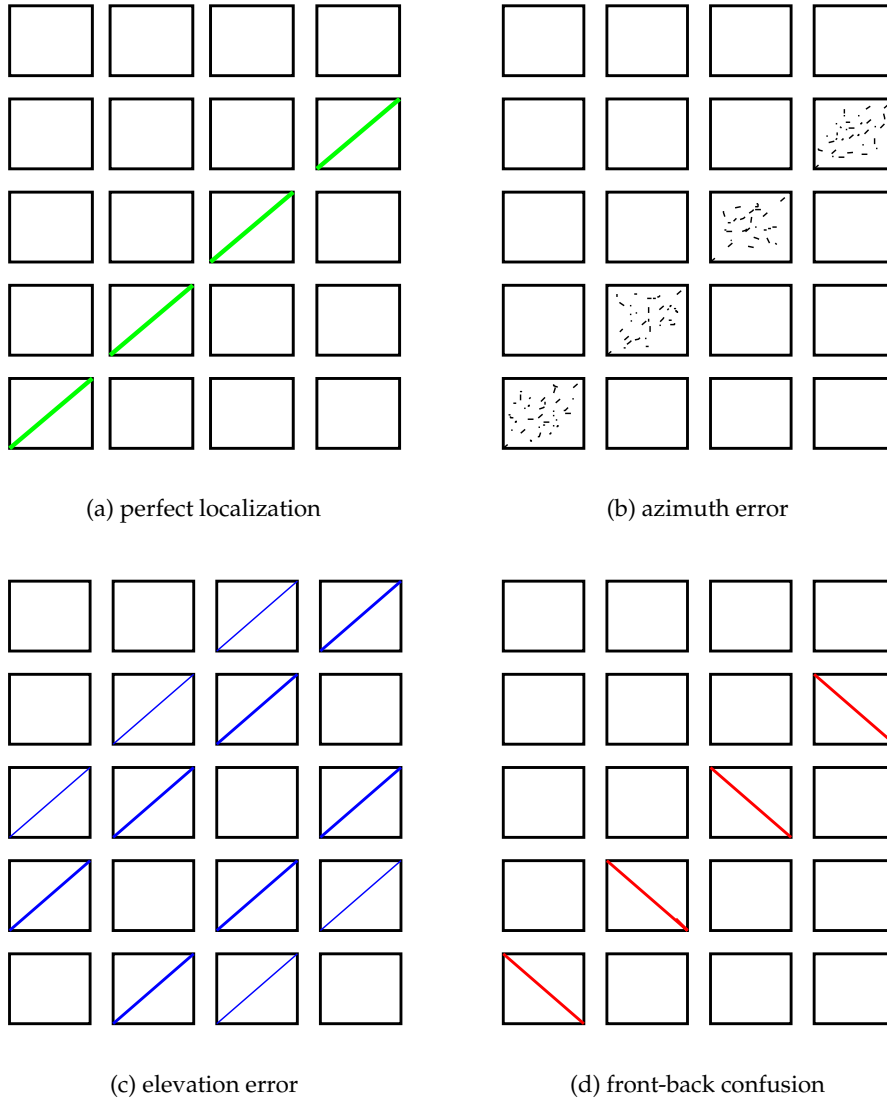 (a) perfect localization
(b) azimuth error
(c) elevation error
(d) front-back confusion